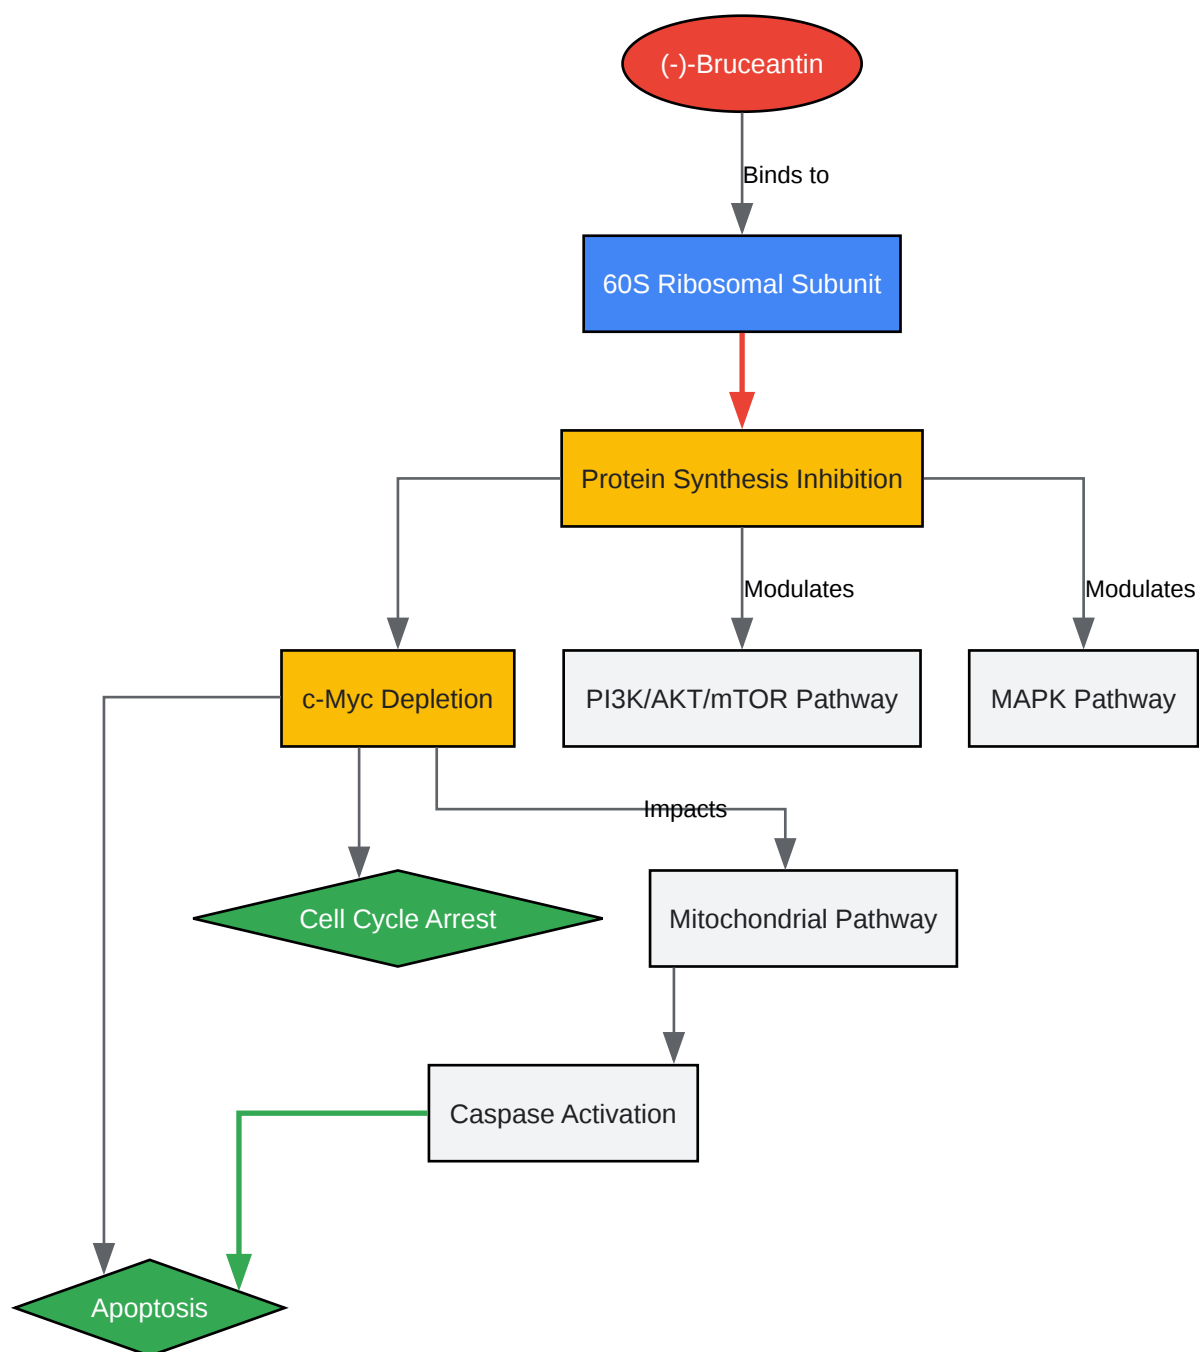 (-)-Bruceantin
Binds to
60S Ribosomal Subunit
Protein Synthesis Inhibition
Modulates
Modulates
c-Myc Depletion
PI3K/AKT/mTOR Pathway
MAPK Pathway
Impacts
Cell Cycle Arrest
Mitochondrial Pathway
Caspase Activation
Apoptosis